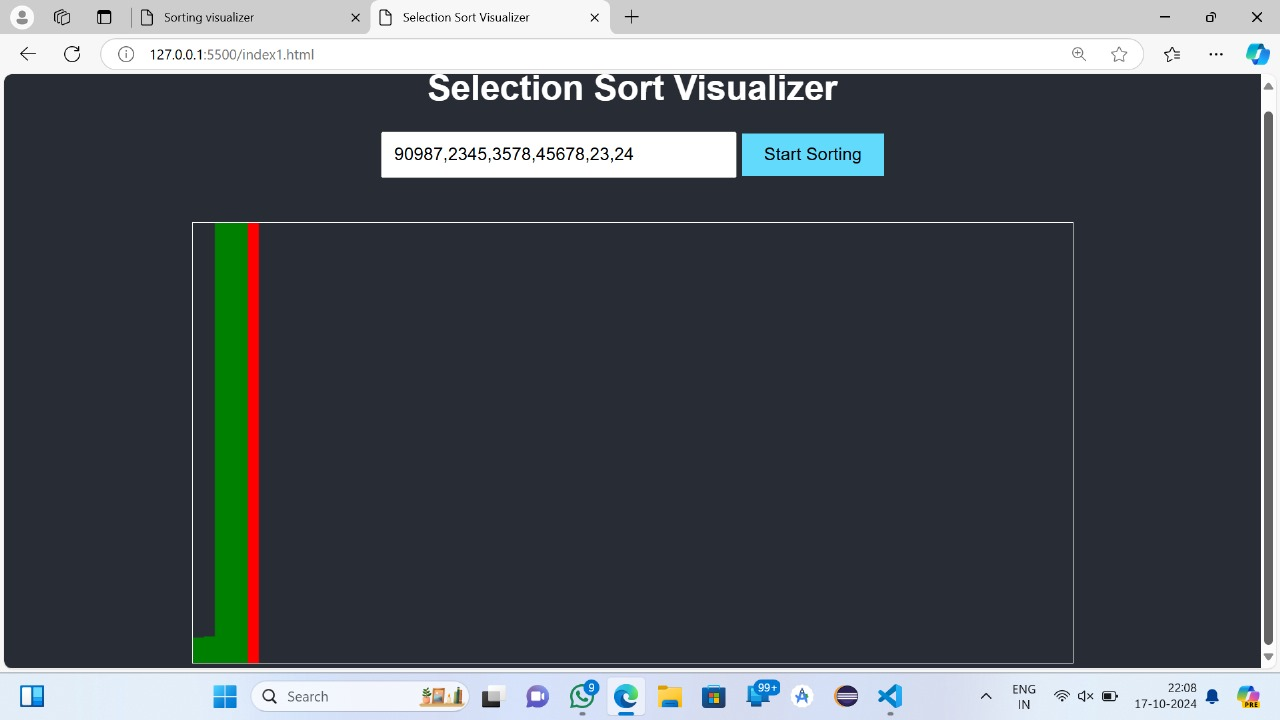 Sorting visualizer
Selection Sort Visualizer
127.0.0.1:5500/index1.html
Selection Sort Visualizer
90987,2345,3578,45678,23,24
Start Sorting
Search
9
99+
ENG
IN
22:08
17-10-2024
PRE